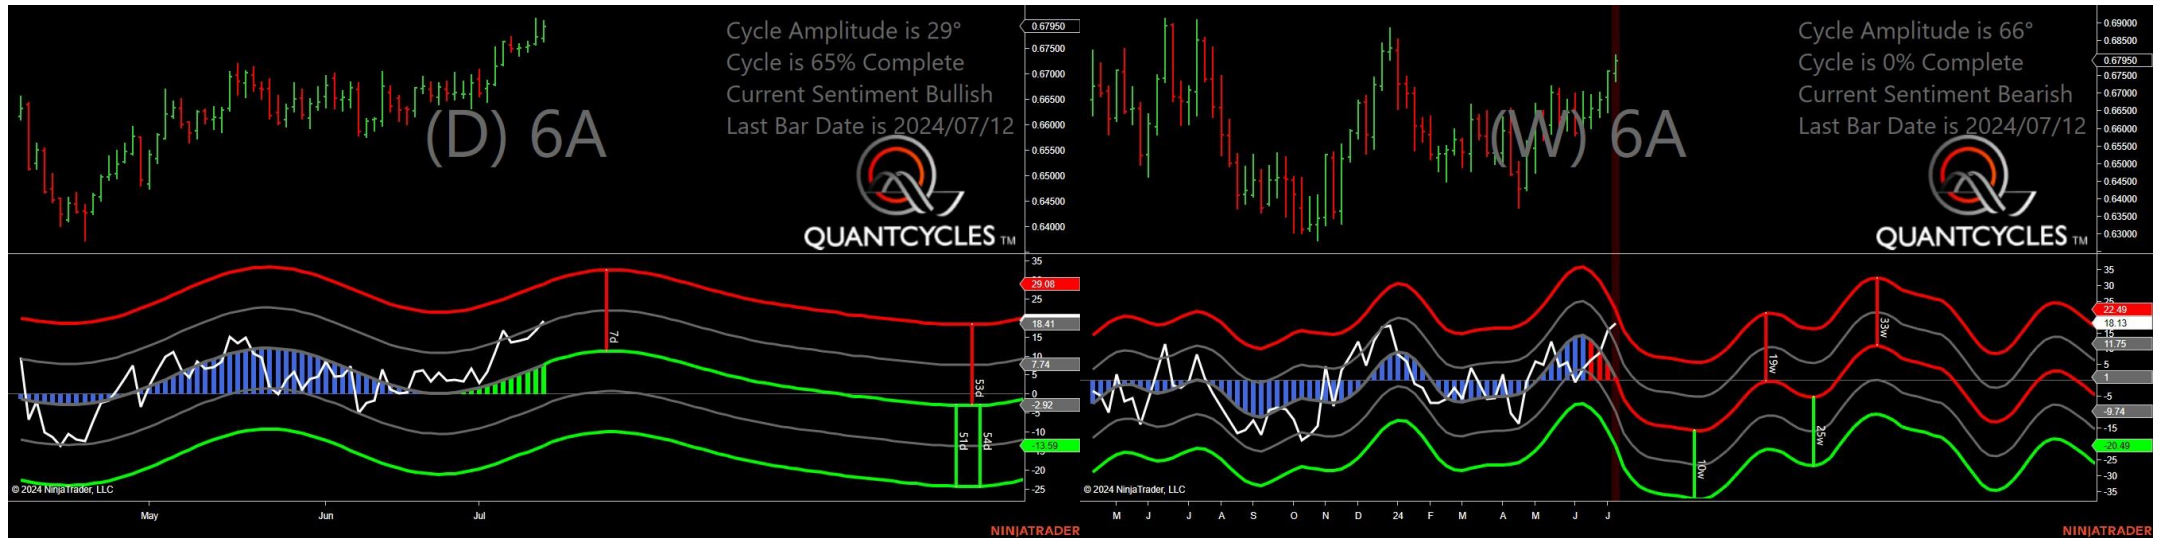 Cycle Amplitude is 29°
Cycle is 65% Complete
Current Sentiment Bullish
Last Bar Date is 2024/07/12
(D) 6A
QUANTCYCLES TM
0.67950
0.67500
0.67000
0.66500
0.66000
0.65500
0.65000
0.64500
0.64000
35
29.08
25
18.41
15
10
7.74
5
0
-2.92
-5
-10
-13.59
-15
-20
-25
7d
53d
51d
54d
© 2024 NinjaTrader, LLC
May Jun Jul
NINJATRADER
Cycle Amplitude is 66°
Cycle is 0% Complete
Current Sentiment Bearish
Last Bar Date is 2024/07/12
(W) 6A
QUANTCYCLES TM
0.69000
0.68500
0.67950
0.67500
0.67000
0.66500
0.66000
0.65500
0.65000
0.64500
0.64000
0.63500
0.63000
35
30
25
22.49
18.13
15
11.75
5
1
-5
-9.74
-15
-20.49
-25
-30
-35
10w
19w
25w
33w
© 2024 NinjaTrader, LLC
M J J A S O N D 24 F M A M J J
NINJATRADER